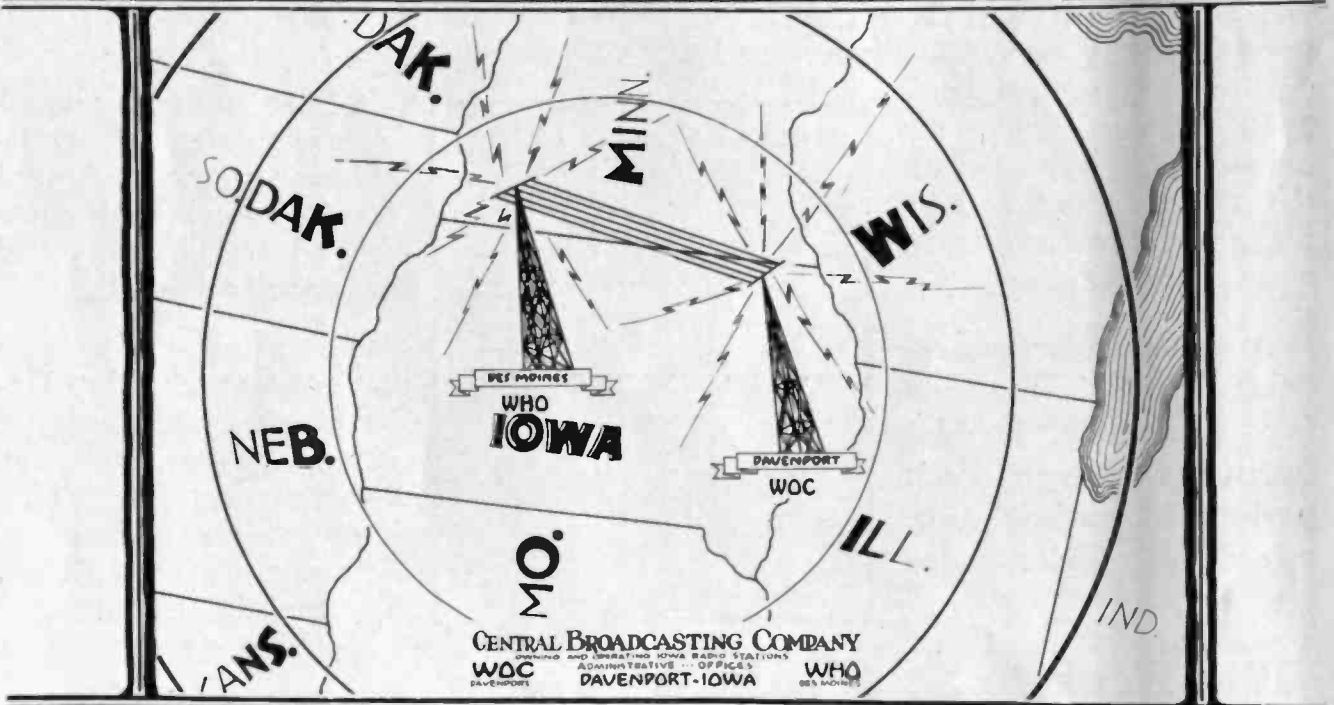 DAK.
MINN.
SO.DAK.
WIS.
DES MOINES
WHO
IOWA
NEB.
DAVENPORT
WOC
ILL.
MO.
IND.
KANS.
CENTRAL BROADCASTING COMPANY
OWNING AND OPERATING IOWA RADIO STATIONS
WOC ADMINISTRATIVE ... OFFICES WHO
DAVENPORT DAVENPORT-IOWA DES MOINES